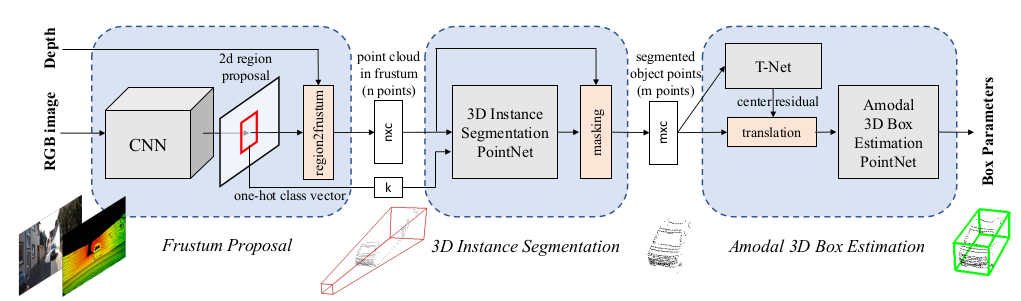 Depth
RGB image
CNN
2d region
proposal
region2frustum
one-hot class vector
point cloud
in frustum
(n points)
nxc
k
3D Instance
Segmentation
PointNet
masking
segmented
object points
(m points)
mxc
T-Net
center residual
translation
Amodal
3D Box
Estimation
PointNet
Box Parameters
Frustum Proposal
3D Instance Segmentation
Amodal 3D Box Estimation